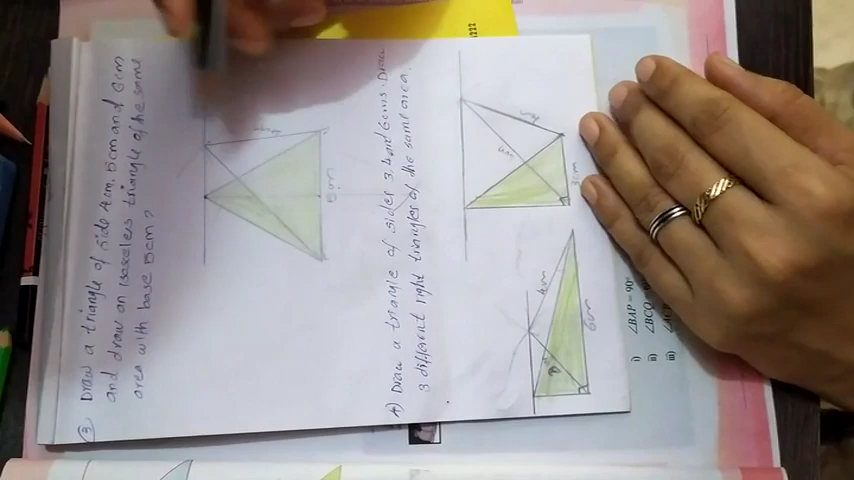 3) Draw a triangle of side 4cm, 5cm and 6cm
and draw an isosceles triangle of the same
area with base 5cm?
5cm
4) Draw a triangle of sides 3, 4 and 6cms. Draw
3 different right triangles of the same area.
6cm
3cm
4cm
6cm
i) ∠BAP = 90°
ii) ∠BCQ =
iii)